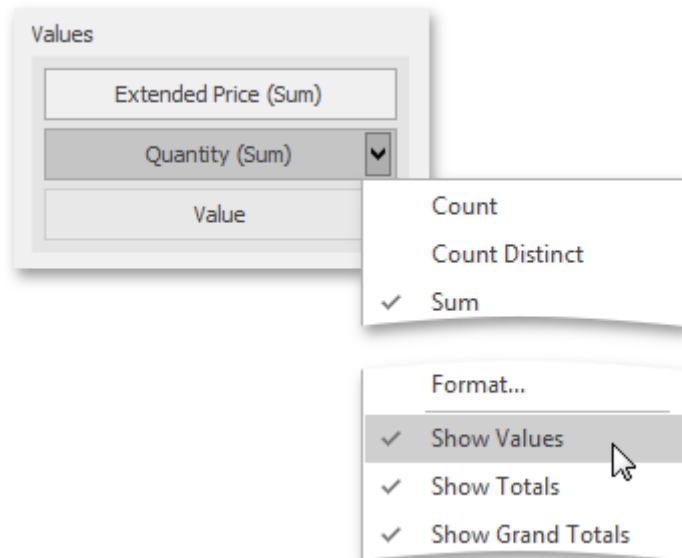 Values
Extended Price (Sum)
Quantity (Sum)
Value
Count
Count Distinct
Sum
Format...
Show Values
Show Totals
Show Grand Totals